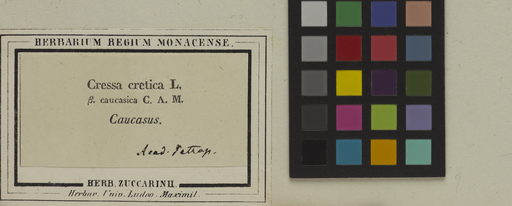 HERBARIUM REGIUM MONACENSE.
Cressa cretica L.
β. caucasica C. A. M.
Caucasus.
Acad. Petrop.
HERB. ZUCCARINII.
Herbar. Univ. Ludov. Maximil.